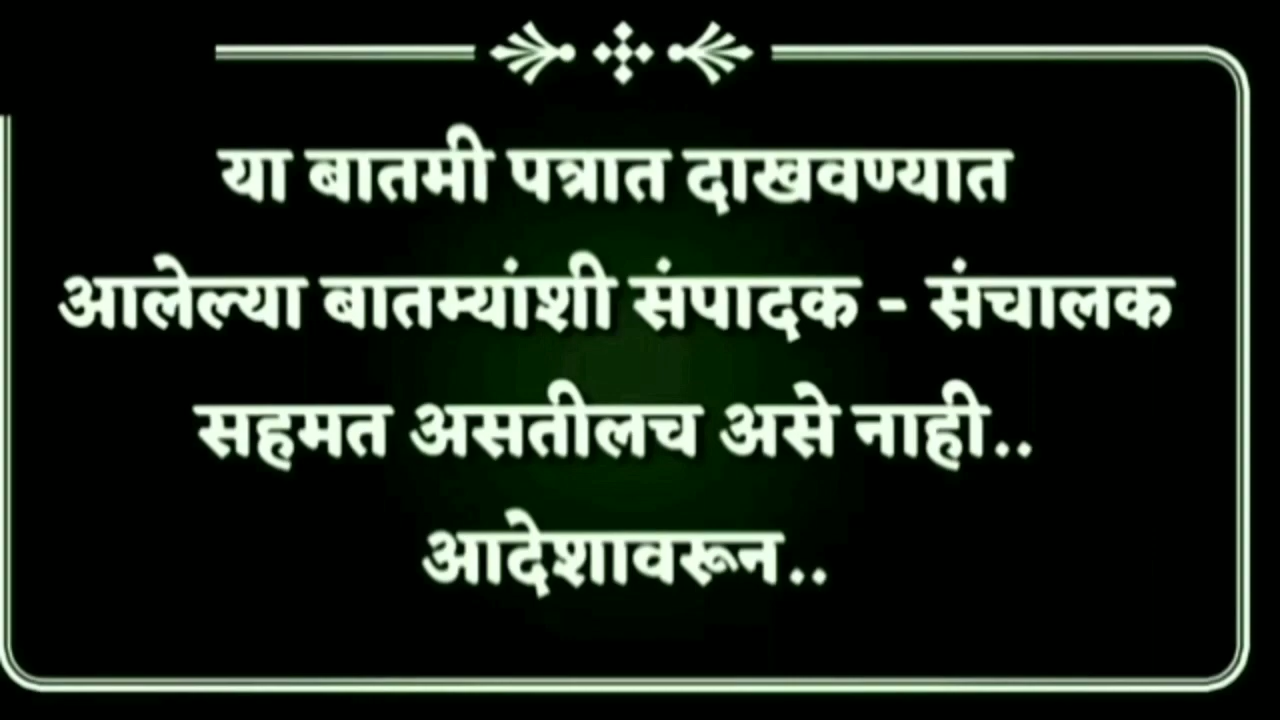 या बातमी पत्रात दाखवण्यात
आलेल्या बातम्यांशी संपादक - संचालक
सहमत असतीलच असे नाही..
आदेशावरून..